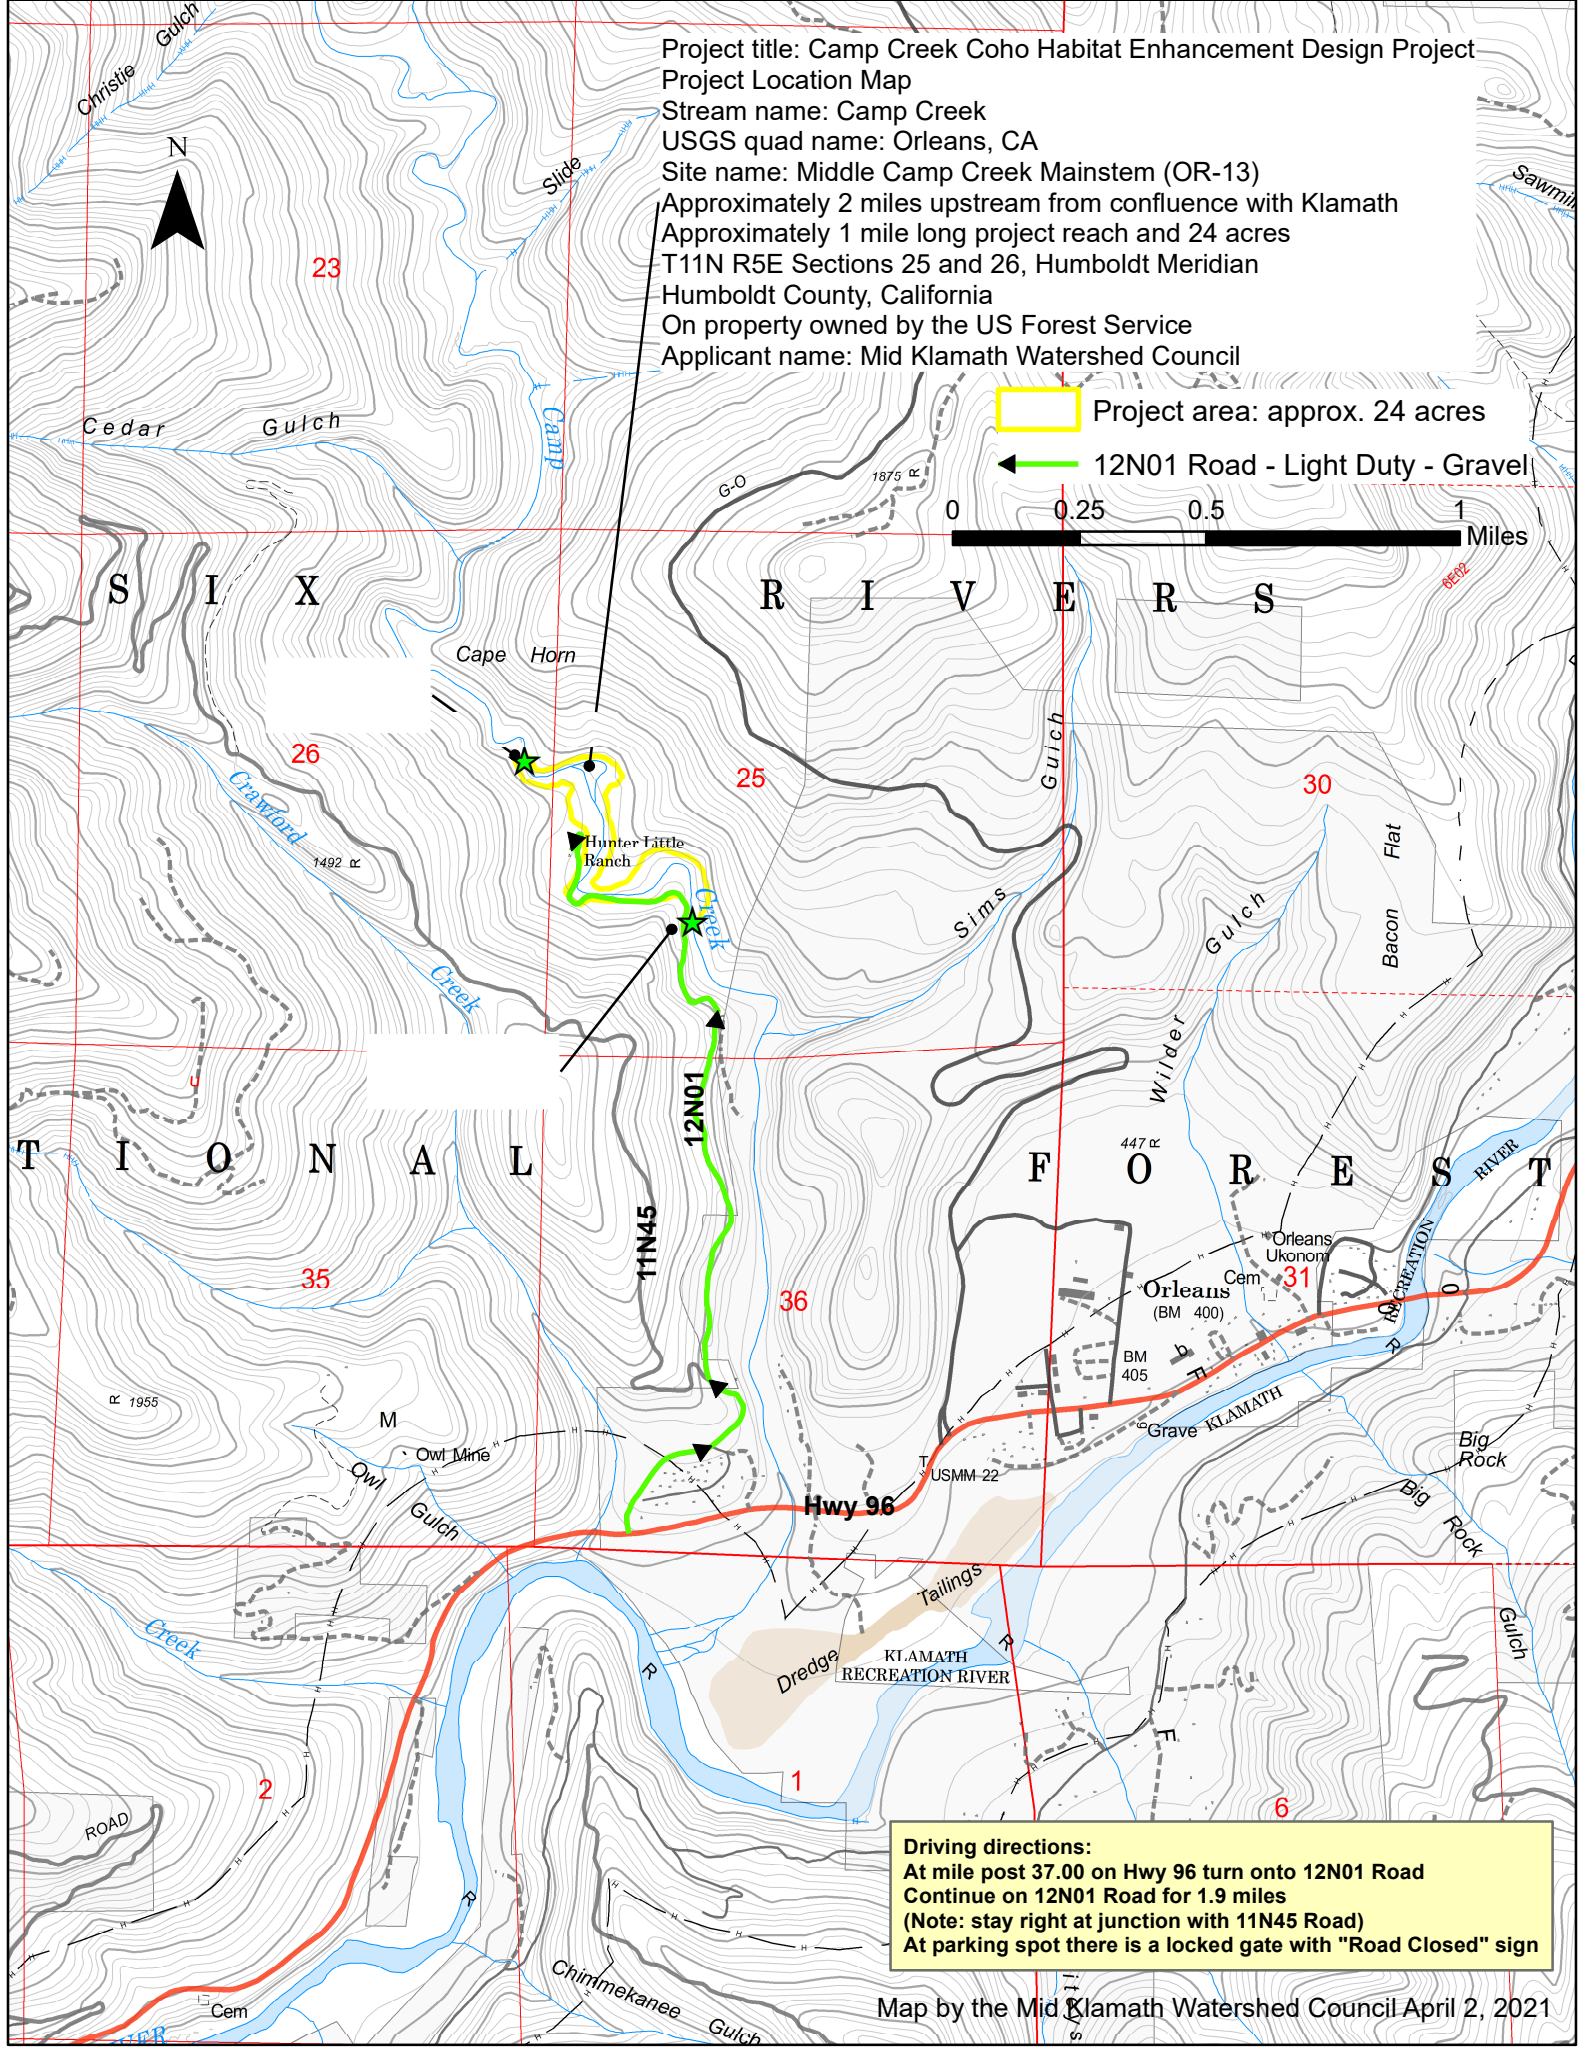 Christie
Gulch
Project title: Camp Creek Coho Habitat Enhancement Design Project
Project Location Map
Stream name: Camp Creek
USGS quad name: Orleans, CA
Site name: Middle Camp Creek Mainstem (OR-13)
Approximately 2 miles upstream from confluence with Klamath
Approximately 1 mile long project reach and 24 acres
T11N R5E Sections 25 and 26, Humboldt Meridian
Humboldt County, California
On property owned by the US Forest Service
Applicant name: Mid Klamath Watershed Council
N
Slide
23
Project area: approx. 24 acres
12N01 Road - Light Duty - Gravel
0 0.25 0.5 1
Miles
Cedar Gulch
Camp
G-O
1875 R
6E02
S I X
R I V E R S
Cape Horn
26
25
30
Crawford
Creek
1492 R
Hunter Little
Ranch
Creek
Sims
Gulch
Wilder
Gulch
Bacon Flat
12N01
11N45
T I O N A L
F O R E S T
447 R
RIVER
RECREATION
Orleans
Ukonom
35
36
31
Cem
Orleans
(BM 400)
BM
405
R 1955
M
Owl Mine
Owl
Gulch
Grave
KLAMATH
R
T
USMM 22
Hwy 96
Big
Rock
Big
Rock
Gulch
Creek
Dredge
Tailings
KLAMATH
RECREATION RIVER
R
R
F
2
1
6
ROAD
R
Chimmekanee
Gulch
Cem
Driving directions:
At mile post 37.00 on Hwy 96 turn onto 12N01 Road
Continue on 12N01 Road for 1.9 miles
(Note: stay right at junction with 11N45 Road)
At parking spot there is a locked gate with "Road Closed" sign
Map by the Mid Klamath Watershed Council April 2, 2021